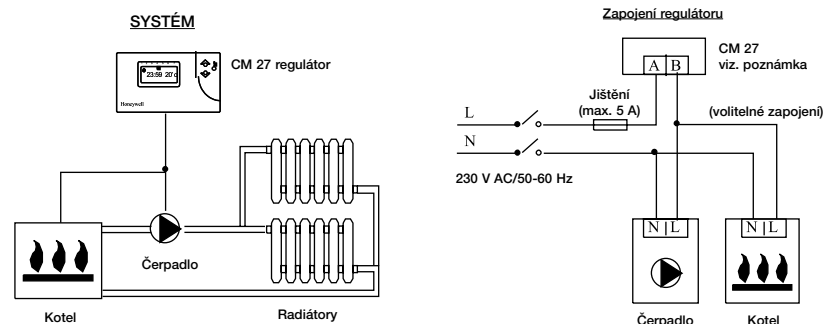 SYSTÉM
23:59 20°c
Honeywell
CM 27 regulátor
Čerpadlo
Kotel
Radiátory
Zapojení regulátoru
CM 27
viz. poznámka
A B
Jištění
(max. 5 A)
(volitelné zapojení)
L
N
230 V AC/50-60 Hz
N L
N L
Čerpadlo
Kotel